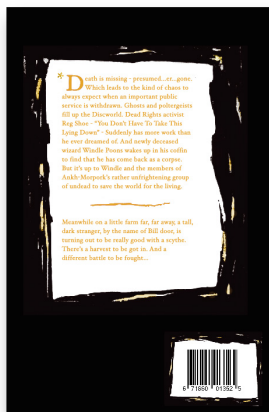 *Death is missing - presumed...er...gone.
Which leads to the kind of chaos to
always expect when an important public
service is withdrawn. Ghosts and poltergeists
fill up the Discworld. Dead Rights activist
Reg Shoe - "You Don't Have To Take This
Lying Down" - Suddenly has more work than
he ever dreamed of. And newly deceased
wizard Windle Poons wakes up in his coffin
to find that he has come back as a corpse.
But it's up to Windle and the members of
Ankh-Morpork's rather unfrightening group
of undead to save the world for the living.
Meanwhile on a little farm far, far away, a tall,
dark stranger, by the name of Bill door, is
turning out to be really good with a scythe.
There's a harvest to be got in. And a
different battle to be fought...
6 71860 01352 5